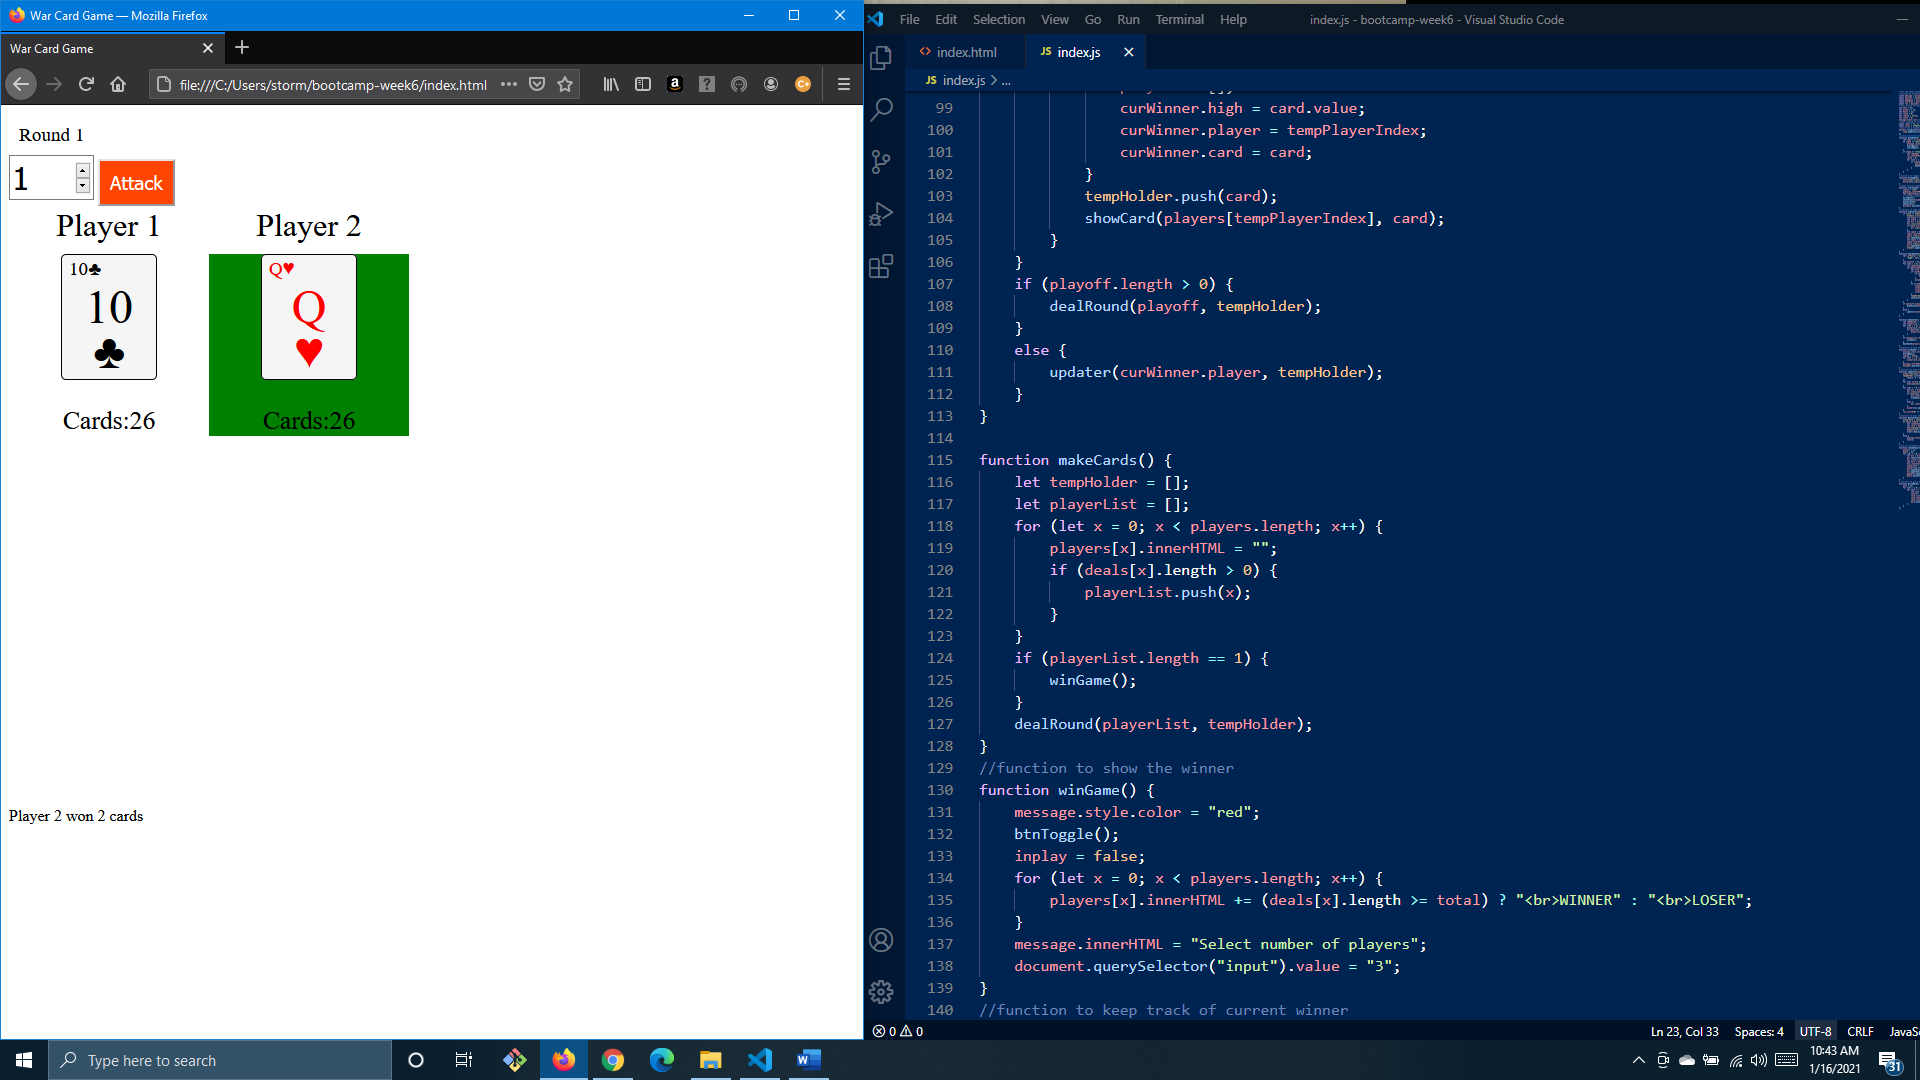 War Card Game — Mozilla Firefox
War Card Game
file:///C:/Users/storm/bootcamp-week6/index.html
Round 1
1
Attack
Player 1
Player 2
10♣
10
♣
Q♥
Q
♥
Cards:26
Cards:26
Player 2 won 2 cards
File Edit Selection View Go Run Terminal Help
index.js - bootcamp-week6 - Visual Studio Code
index.html
JS index.js
JS index.js > ...
99 curWinner.high = card.value;
100 curWinner.player = tempPlayerIndex;
101 curWinner.card = card;
102 }
103 tempHolder.push(card);
104 showCard(players[tempPlayerIndex], card);
105 }
106 }
107 if (playoff.length > 0) {
108 dealRound(playoff, tempHolder);
109 }
110 else {
111 updater(curWinner.player, tempHolder);
112 }
113 }
114
115 function makeCards() {
116 let tempHolder = [];
117 let playerList = [];
118 for (let x = 0; x < players.length; x++) {
119 players[x].innerHTML = "";
120 if (deals[x].length > 0) {
121 playerList.push(x);
122 }
123 }
124 if (playerList.length == 1) {
125 winGame();
126 }
127 dealRound(playerList, tempHolder);
128 }
129 //function to show the winner
130 function winGame() {
131 message.style.color = "red";
132 btnToggle();
133 inplay = false;
134 for (let x = 0; x < players.length; x++) {
135 players[x].innerHTML += (deals[x].length >= total) ? "<br>WINNER" : "<br>LOSER";
136 }
137 message.innerHTML = "Select number of players";
138 document.querySelector("input").value = "3";
139 }
140 //function to keep track of current winner
0 0
Ln 23, Col 33 Spaces: 4 UTF-8 CRLF JavaS
Type here to search
10:43 AM
1/16/2021
31